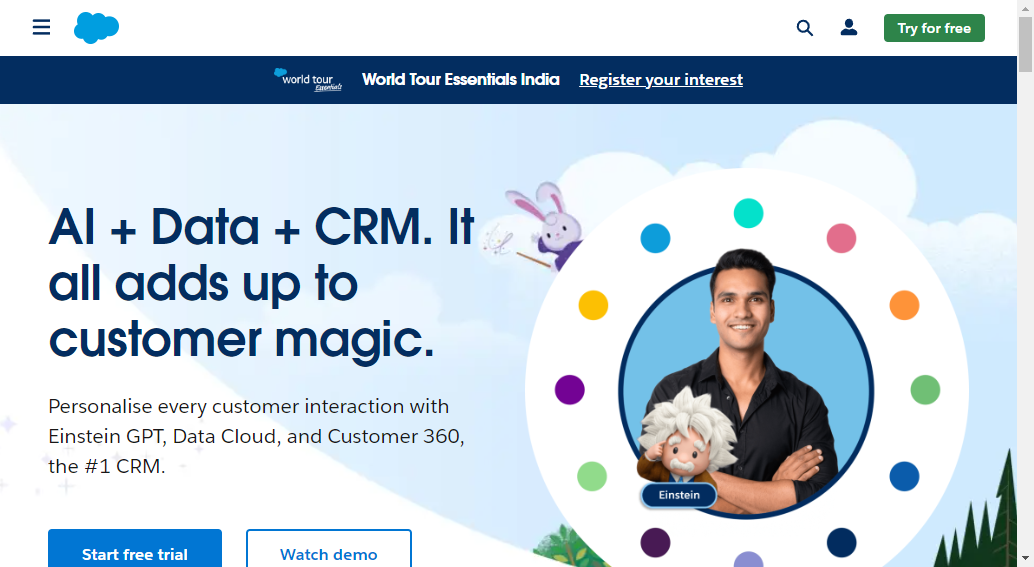 Try for free
world tour
Essentials
World Tour Essentials India
Register your interest
AI + Data + CRM. It
all adds up to
customer magic.
Personalise every customer interaction with
Einstein GPT, Data Cloud, and Customer 360,
the #1 CRM.
Einstein
Start free trial
Watch demo